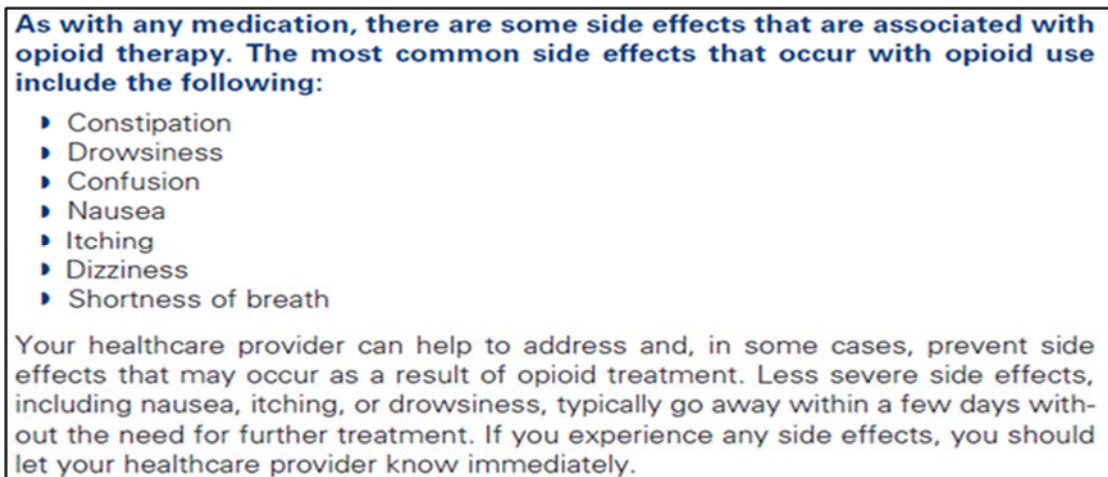 As with any medication, there are some side effects that are associated with
opioid therapy. The most common side effects that occur with opioid use
include the following:
Constipation
Drowsiness
Confusion
Nausea
Itching
Dizziness
Shortness of breath
Your healthcare provider can help to address and, in some cases, prevent side
effects that may occur as a result of opioid treatment. Less severe side effects,
including nausea, itching, or drowsiness, typically go away within a few days with-
out the need for further treatment. If you experience any side effects, you should
let your healthcare provider know immediately.